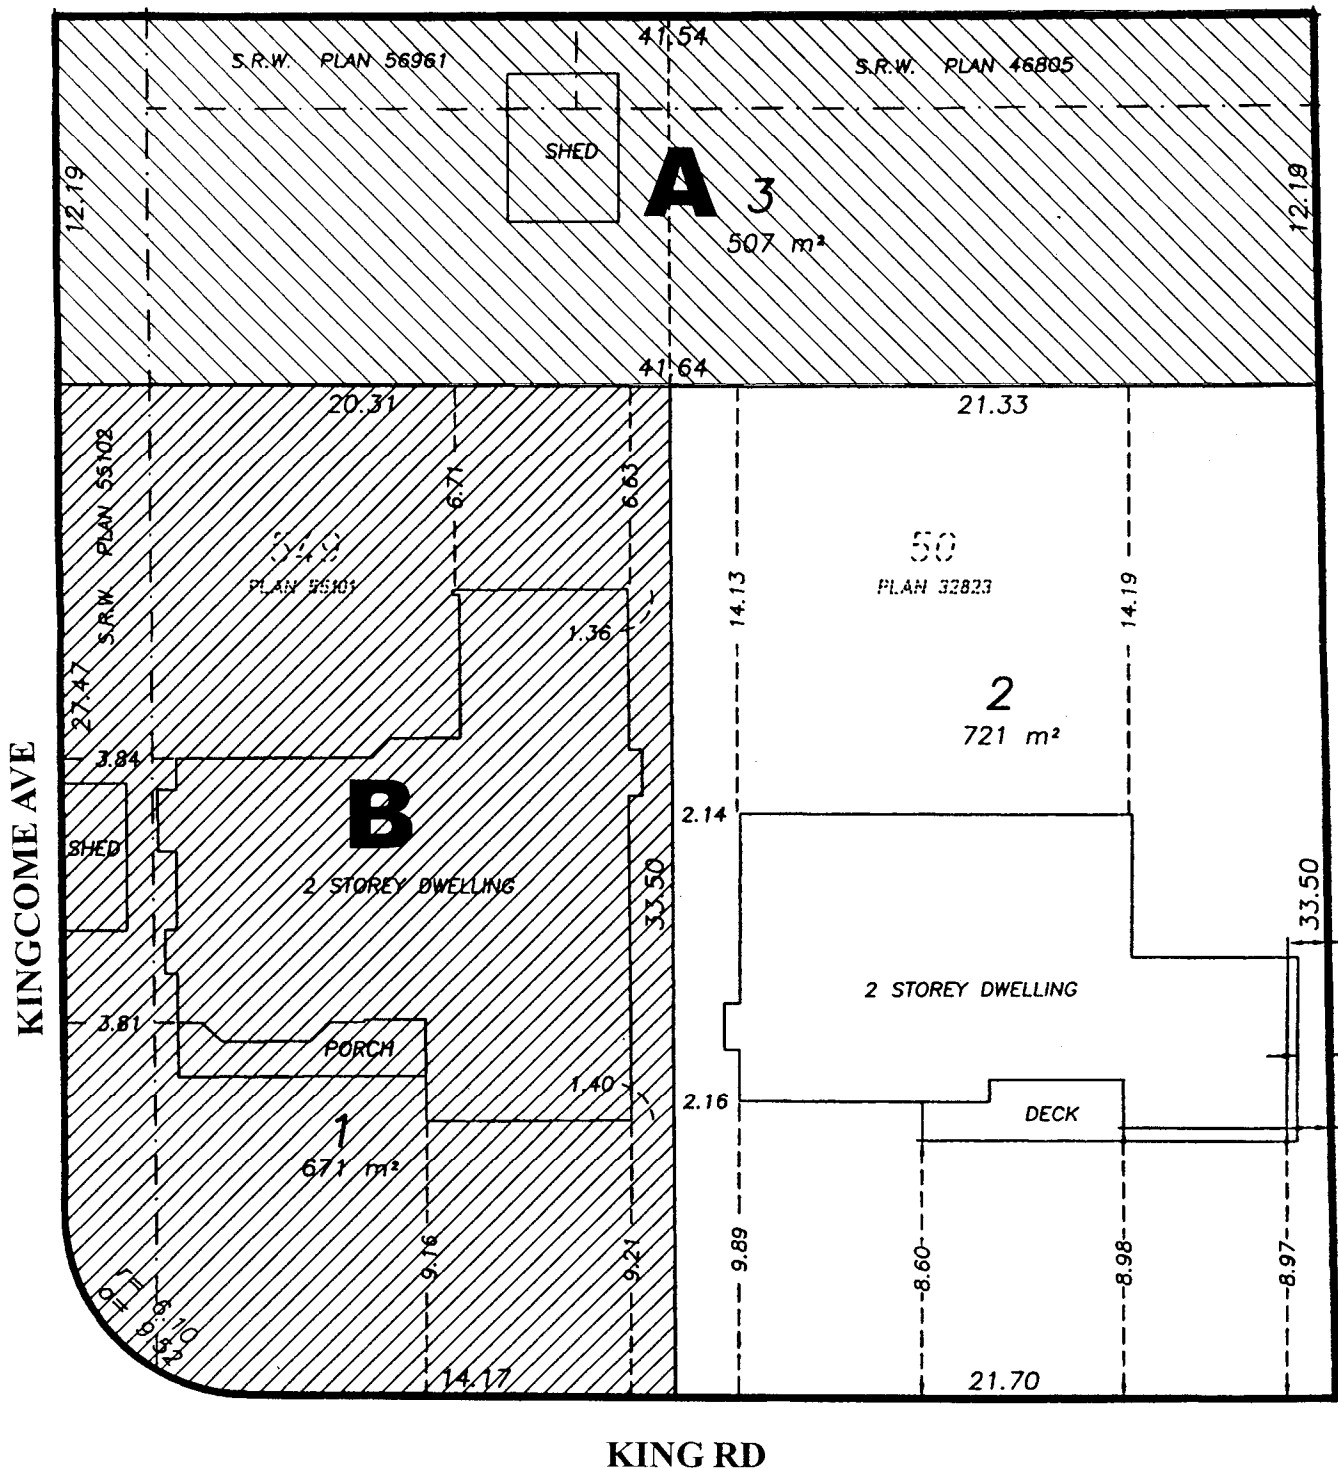 41.54
S.R.W. PLAN 56961
S.R.W. PLAN 46805
SHED
A
3
507 m²
12.19
12.19
41.64
20.31
21.33
S.R.W. PLAN 55102
6.71
6.63
549
PLAN 55101
50
PLAN 32823
14.13
14.19
1.36
27.47
2
721 m²
3.84
B
2.14
SHED
2 STOREY DWELLING
33.50
33.50
KINGCOME AVE
2 STOREY DWELLING
3.81
PORCH
1.40
2.16
DECK
1
671 m²
9.16
9.21
9.89
8.60
8.98
8.97
r= 6.10
a= 9.52
14.17
21.70
KING RD